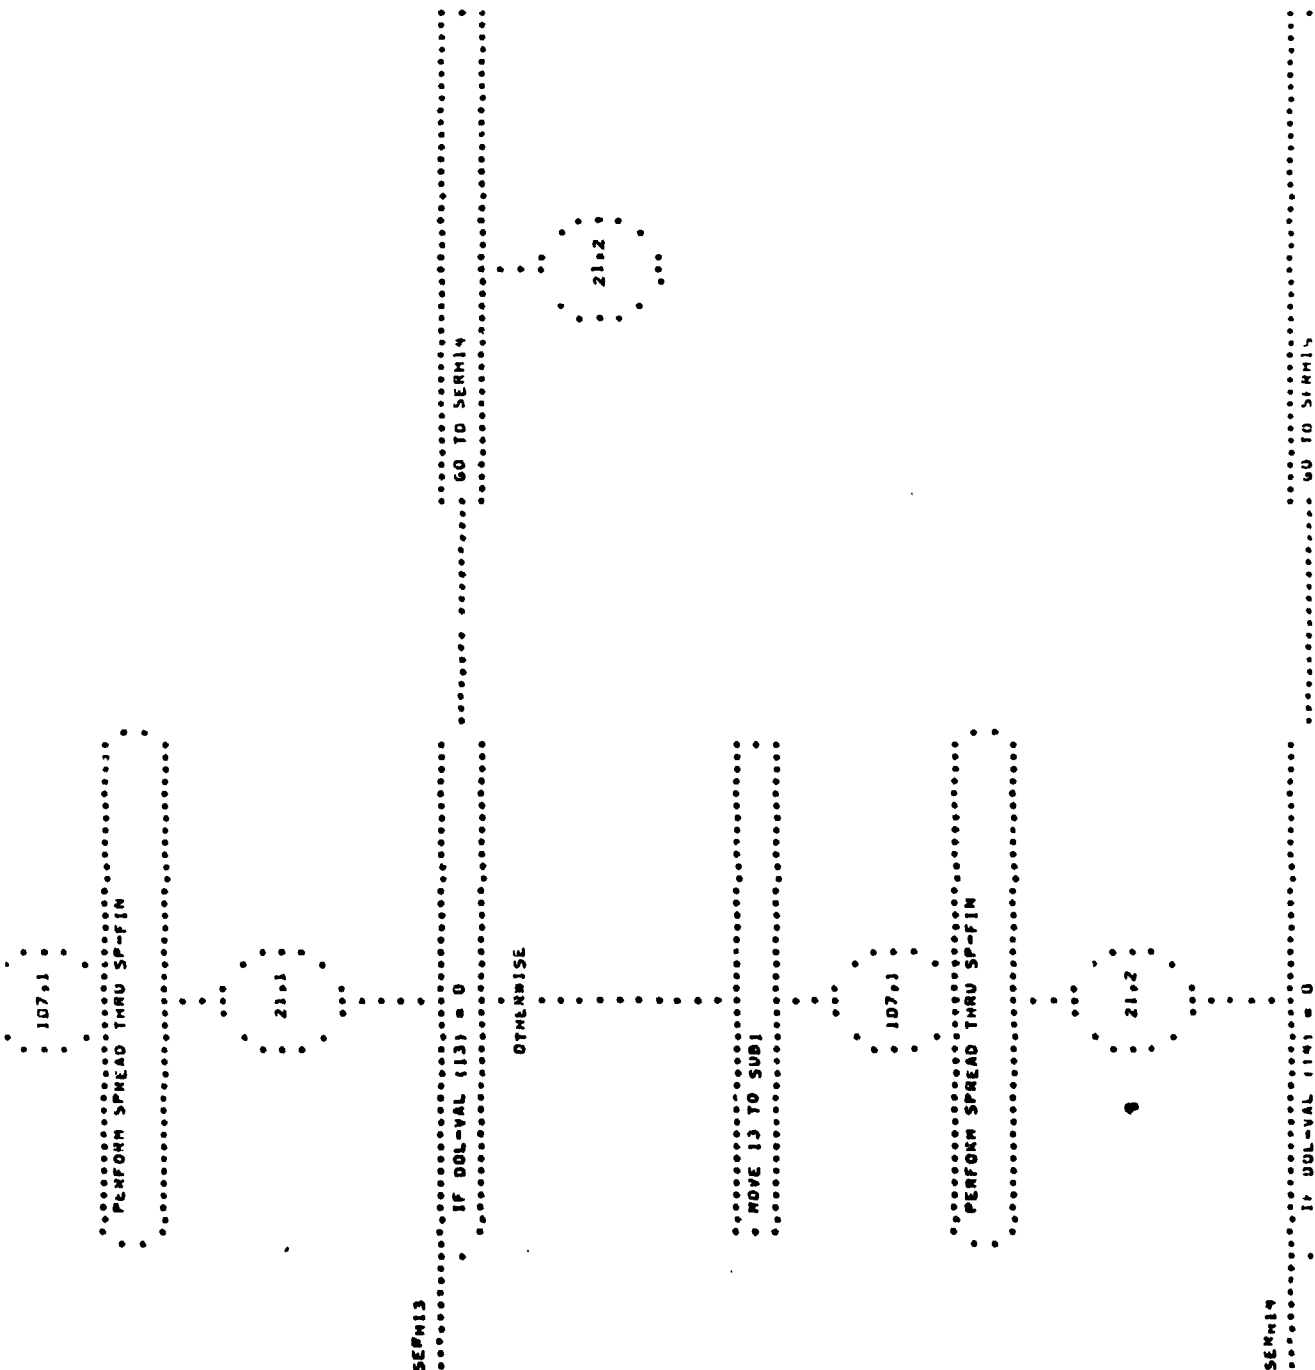 107,1
PERFORM SPREAD THRU SP-FIN
21,1
SERM13
IF DOL-VAL (13) = 0
GO TO SERM14
OTHERWISE
21,2
MOVE 13 TO SUB1
107,1
PERFORM SPREAD THRU SP-FIN
21,2
SERM14
IF DOL-VAL (14) = 0
GO TO SERM15